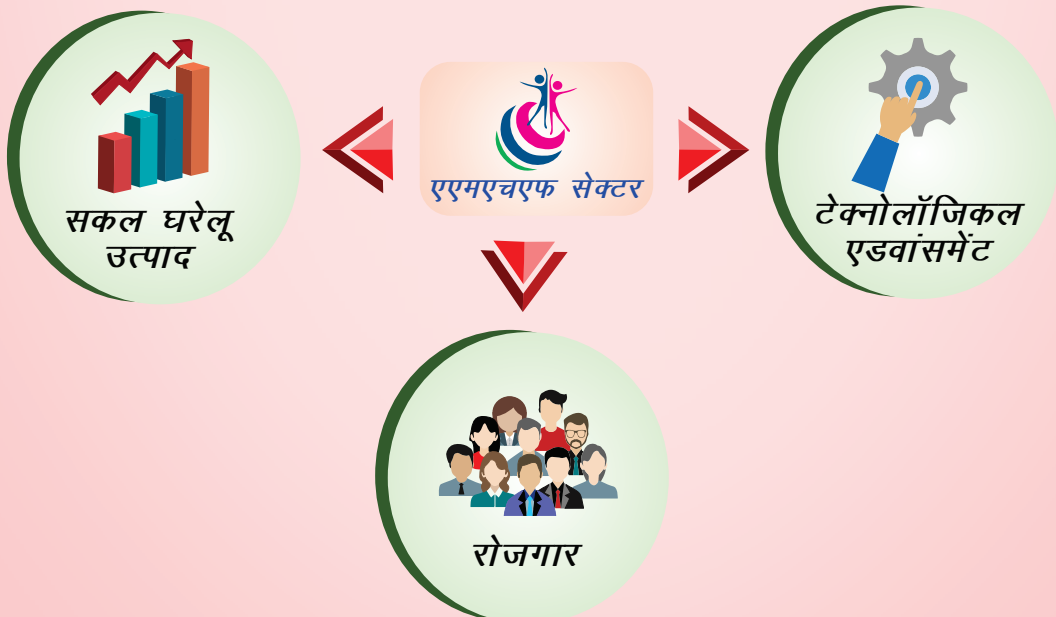 एएमएचएफ सेक्टर
सकल घरेलू
उत्पाद
टेक्नोलॉजिकल
एडवांसमेंट
रोजगार